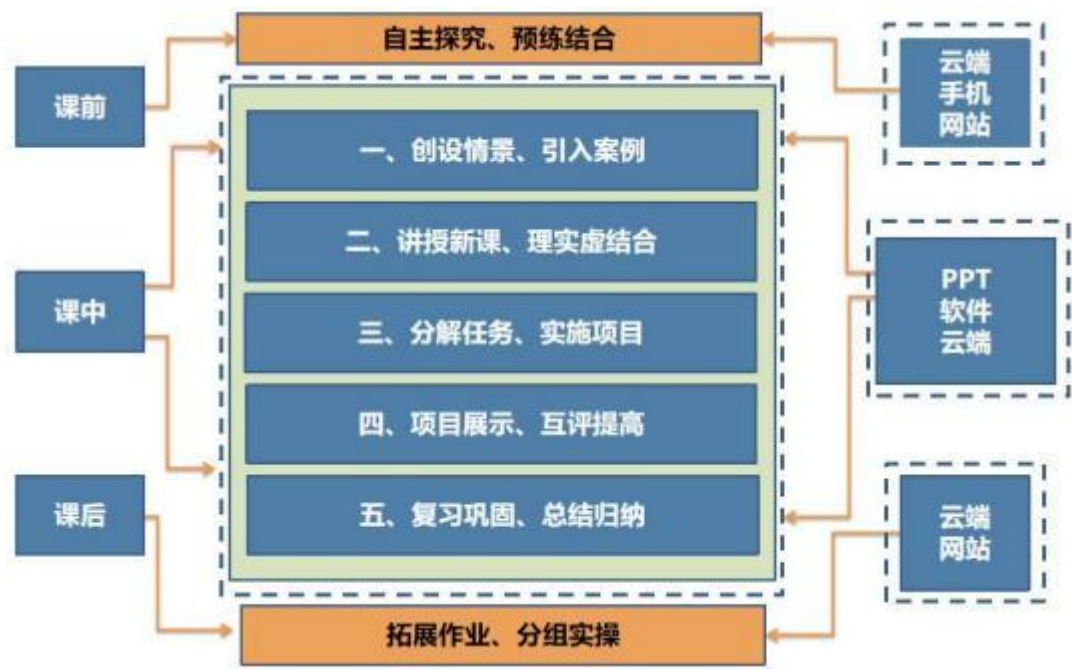 自主探究、预练结合
课前
云端
手机
网站
一、创设情景、引入案例
二、讲授新课、理实虚结合
课中
PPT
软件
云端
三、分解任务、实施项目
四、项目展示、互评提高
课后
五、复习巩固、总结归纳
云端
网站
拓展作业、分组实操